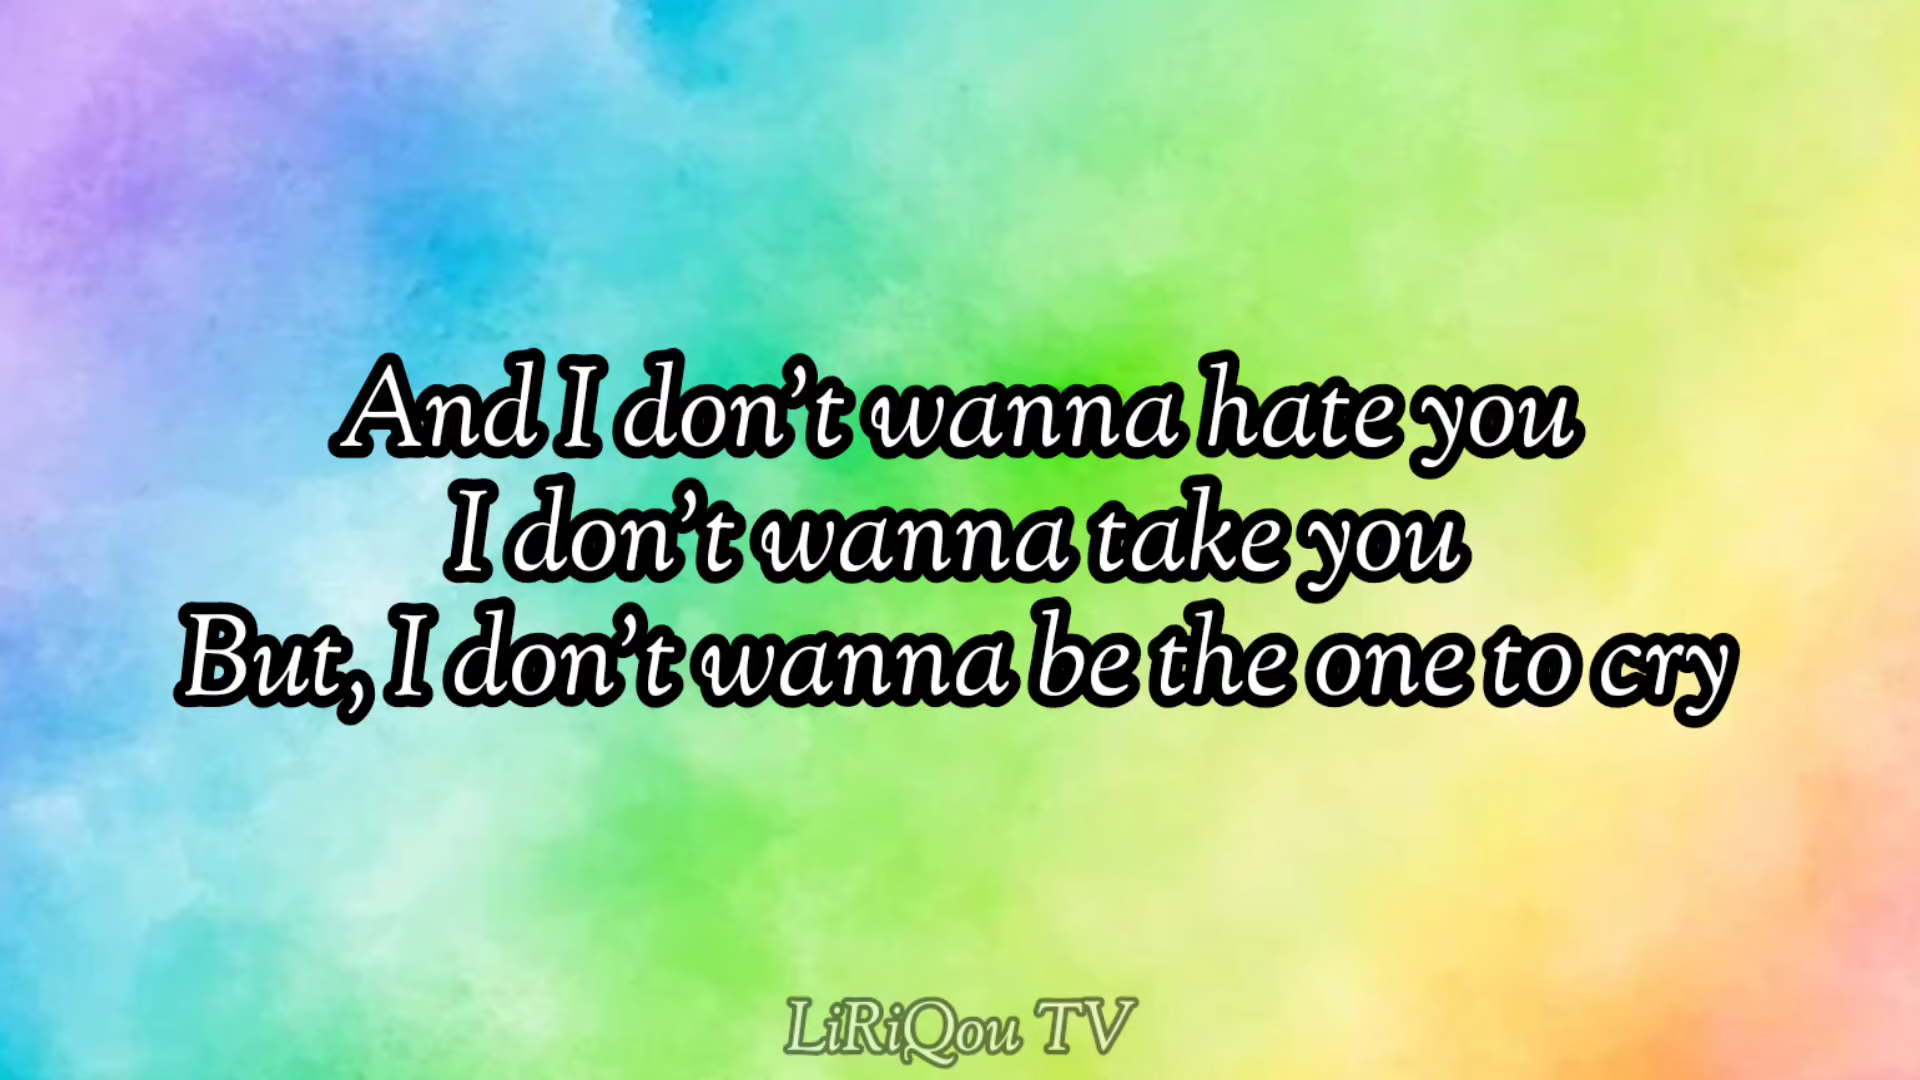 And I don’t wanna hate you
I don’t wanna take you
But, I don’t wanna be the one to cry
LiRiQou TV